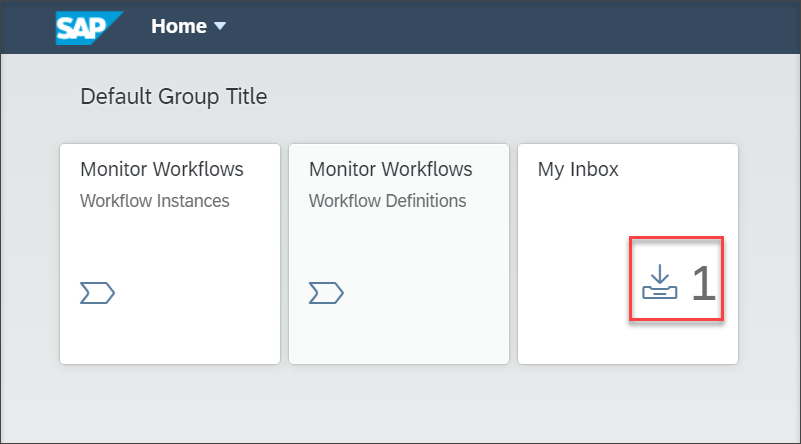 SAP Home
Default Group Title
Monitor Workflows
Workflow Instances
Monitor Workflows
Workflow Definitions
My Inbox
1